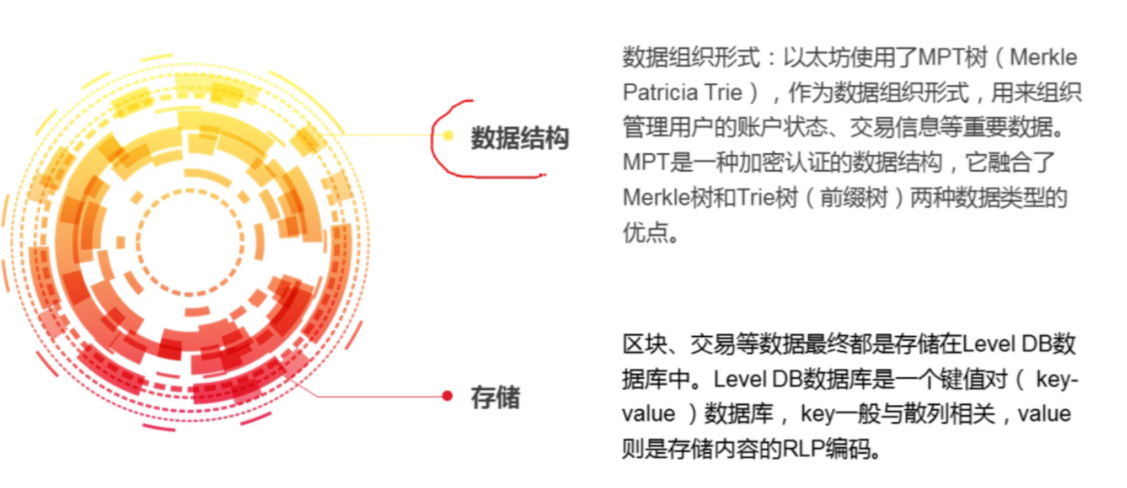 数据结构
数据组织形式：以太坊使用了MPT树（Merkle
Patricia Trie），作为数据组织形式，用来组织
管理用户的账户状态、交易信息等重要数据。
MPT是一种加密认证的数据结构，它融合了
Merkle树和Trie树（前缀树）两种数据类型的
优点。
存储
区块、交易等数据最终都是存储在Level DB数
据库中。Level DB数据库是一个键值对（ key-
value ）数据库， key一般与散列相关，value
则是存储内容的RLP编码。